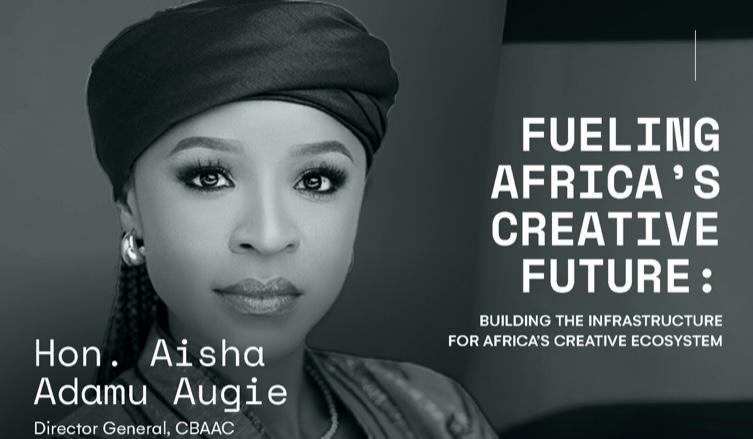 FUELING
AFRICA'S
CREATIVE
FUTURE:
BUILDING THE INFRASTRUCTURE
FOR AFRICA'S CREATIVE ECOSYSTEM
Hon. Aisha
Adamu Augie
Director General, CBAAC